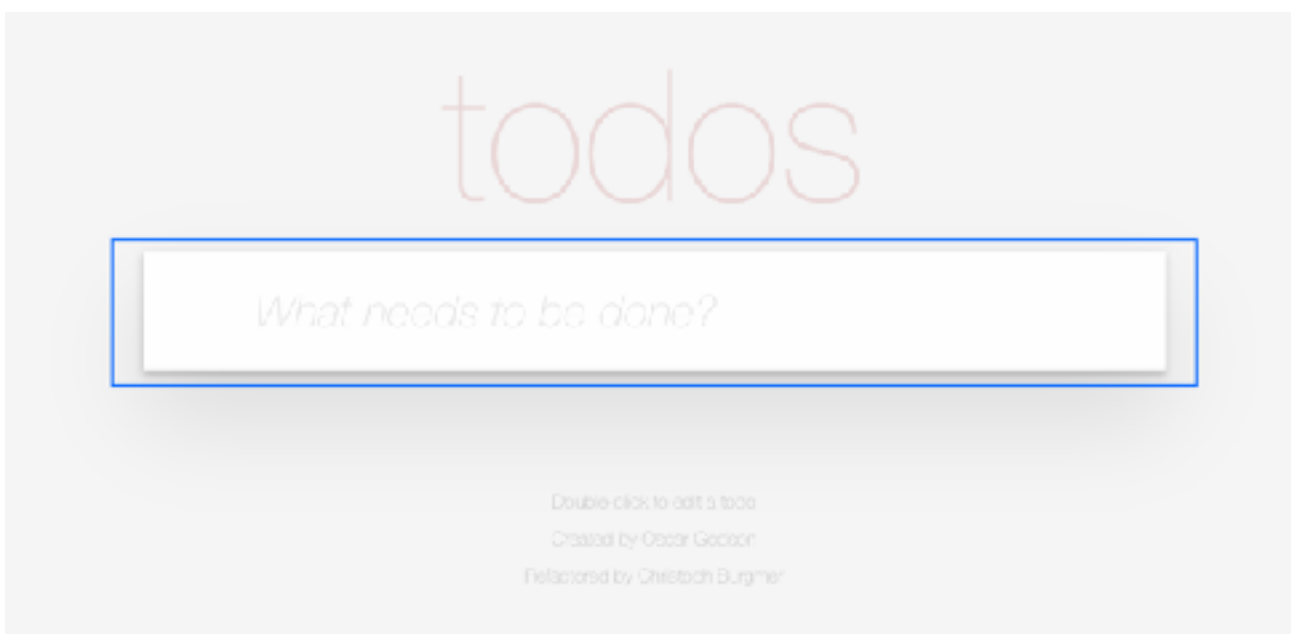 todos
What needs to be done?
Double-click to edit a todo
Created by Oscar Godson
Refactored by Christoph Burgmer